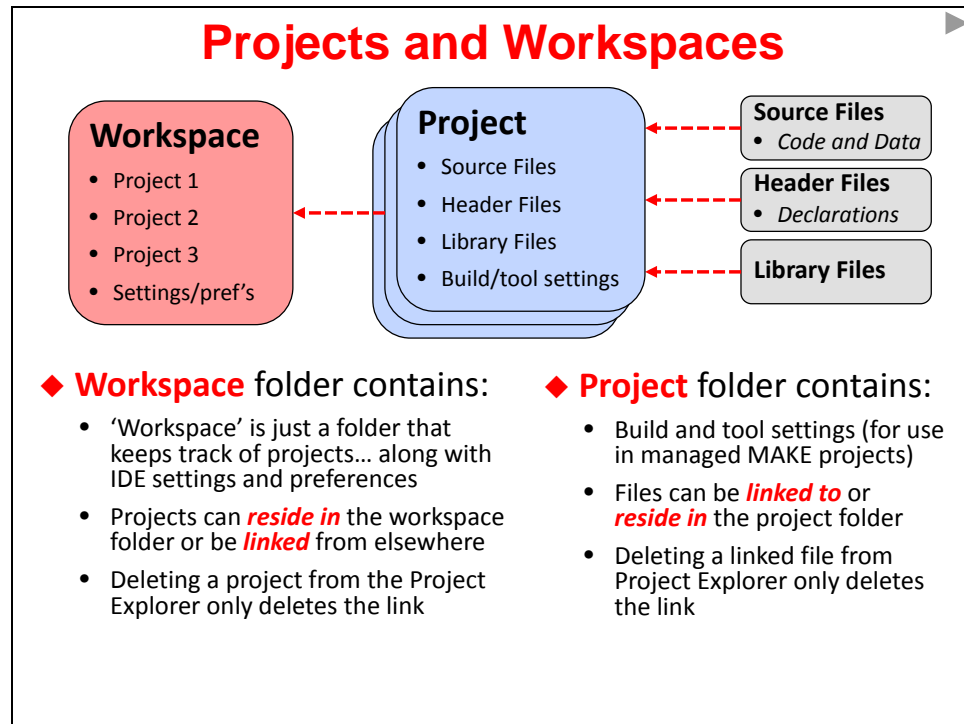 Projects and Workspaces
Workspace
• Project 1
• Project 2
• Project 3
• Settings/pref’s
Project
• Source Files
• Header Files
• Library Files
• Build/tool settings
Source Files
• Code and Data
Header Files
• Declarations
Library Files
◆ Workspace folder contains:
• ‘Workspace’ is just a folder that
keeps track of projects… along with
IDE settings and preferences
• Projects can reside in the workspace
folder or be linked from elsewhere
• Deleting a project from the Project
Explorer only deletes the link
◆ Project folder contains:
• Build and tool settings (for use
in managed MAKE projects)
• Files can be linked to or
reside in the project folder
• Deleting a linked file from
Project Explorer only deletes
the link